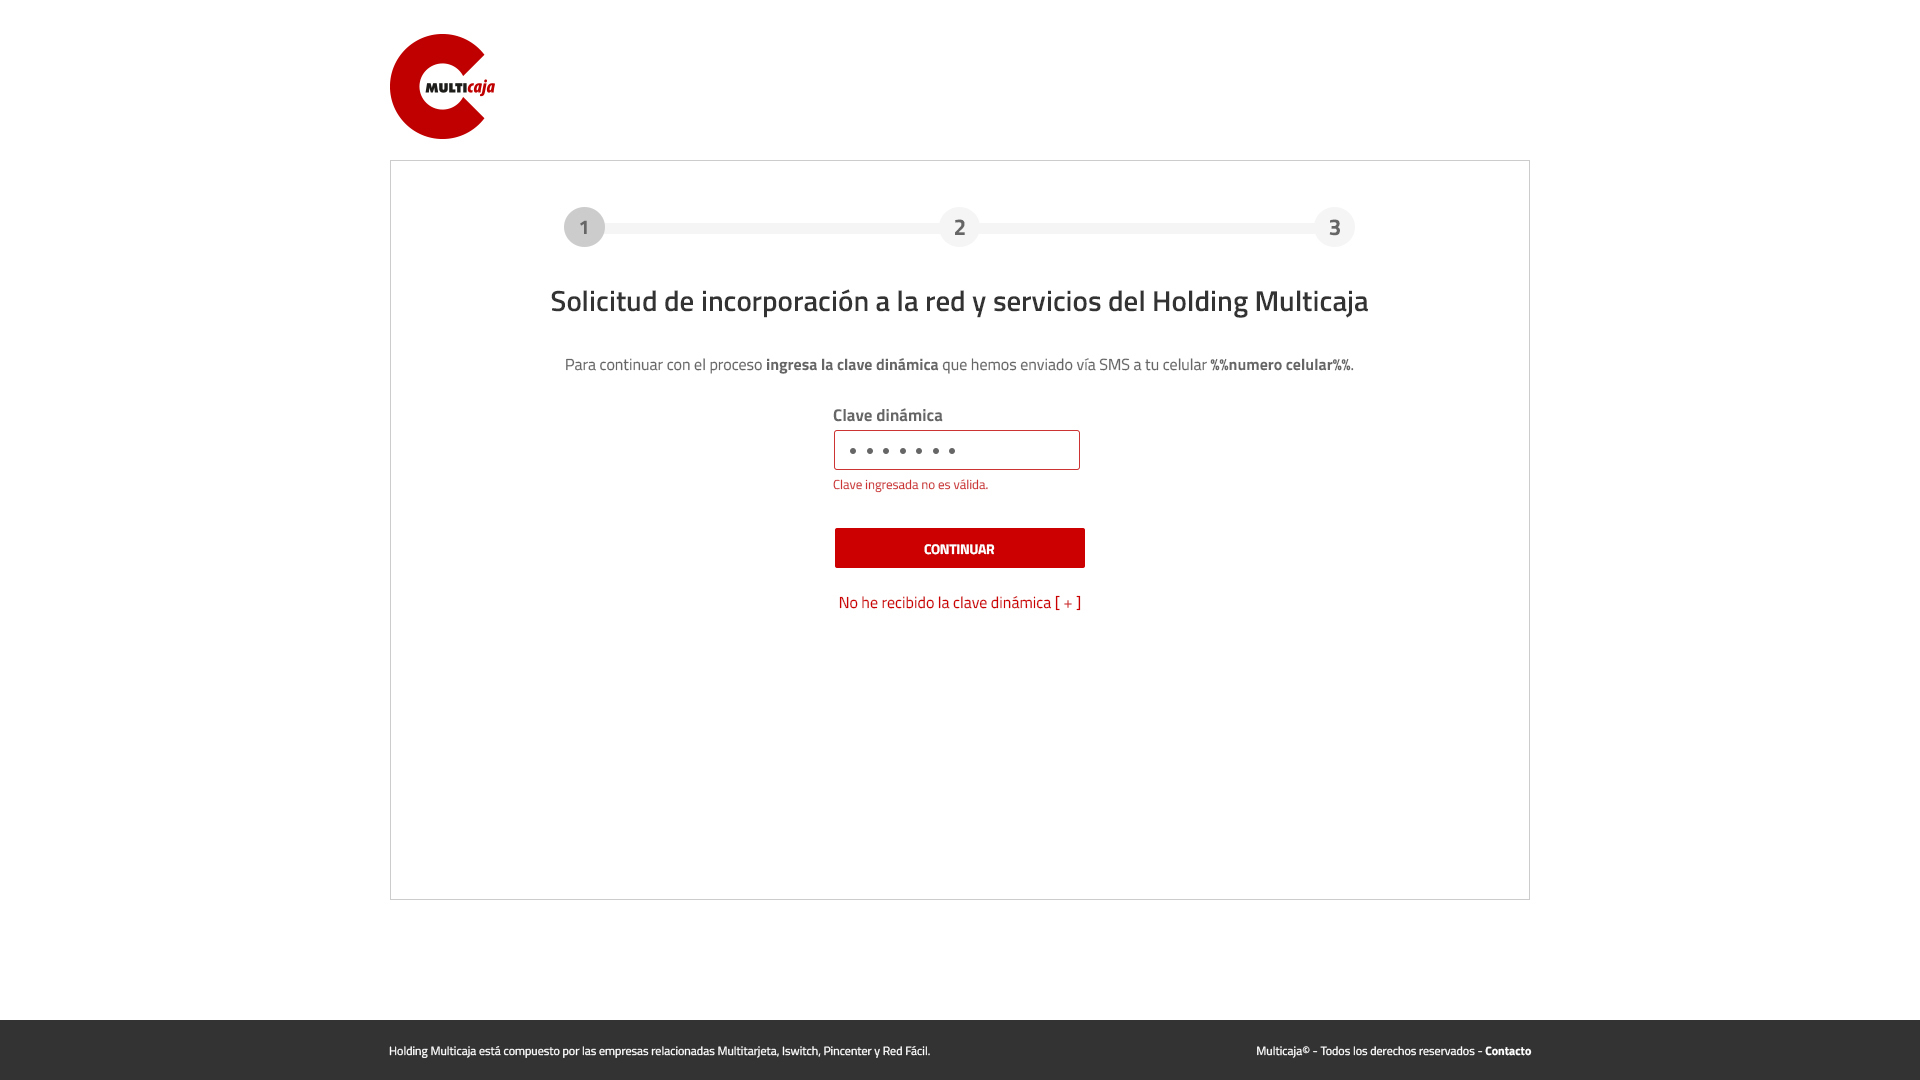 MULTIcaja
1
2
3
Solicitud de incorporación a la red y servicios del Holding Multicaja
Para continuar con el proceso ingresa la clave dinámica que hemos enviado vía SMS a tu celular %%numero celular%%.
Clave dinámica
Clave ingresada no es válida.
CONTINUAR
No he recibido la clave dinámica [ + ]
Holding Multicaja está compuesto por las empresas relacionadas Multitarjeta, Iswitch, Pincenter y Red Fácil.
Multicaja© - Todos los derechos reservados - Contacto